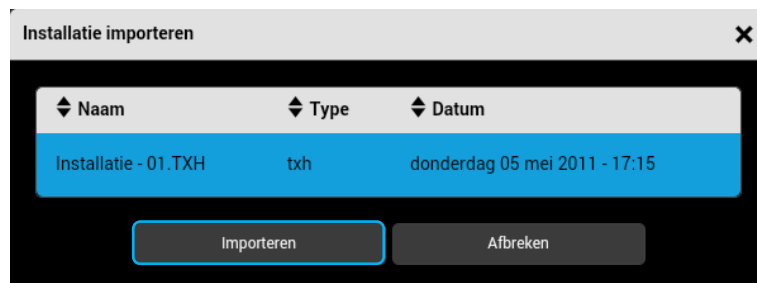 Installatie importeren
Naam Type Datum
Installatie - 01.TXH txh donderdag 05 mei 2011 - 17:15
Importeren Afbreken